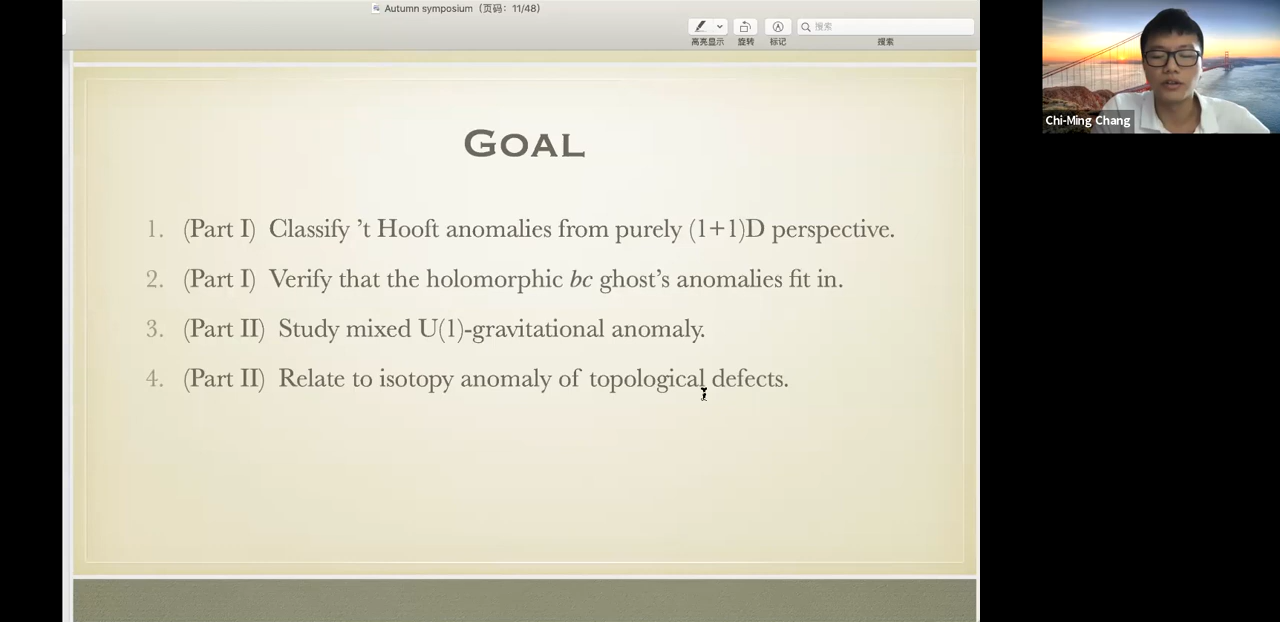 Autumn symposium（页码：11/48）
搜索
高亮显示 旋转 标记 搜索
Chi-Ming Chang
GOAL
1. (Part I) Classify ’t Hooft anomalies from purely (1+1)D perspective.
2. (Part I) Verify that the holomorphic bc ghost’s anomalies fit in.
3. (Part II) Study mixed U(1)-gravitational anomaly.
4. (Part II) Relate to isotopy anomaly of topological defects.